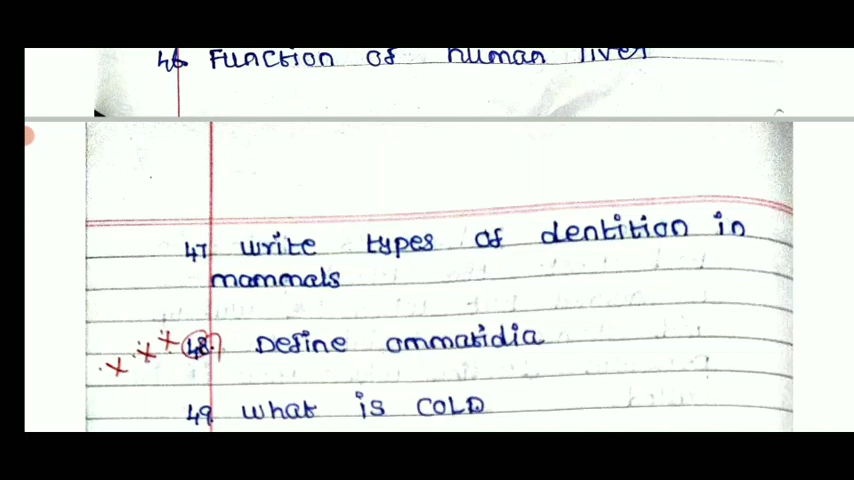 46 Function of human liver
47 write types of dentition in
mammals
x x x 48. Define ommatidia
49 what is COLD